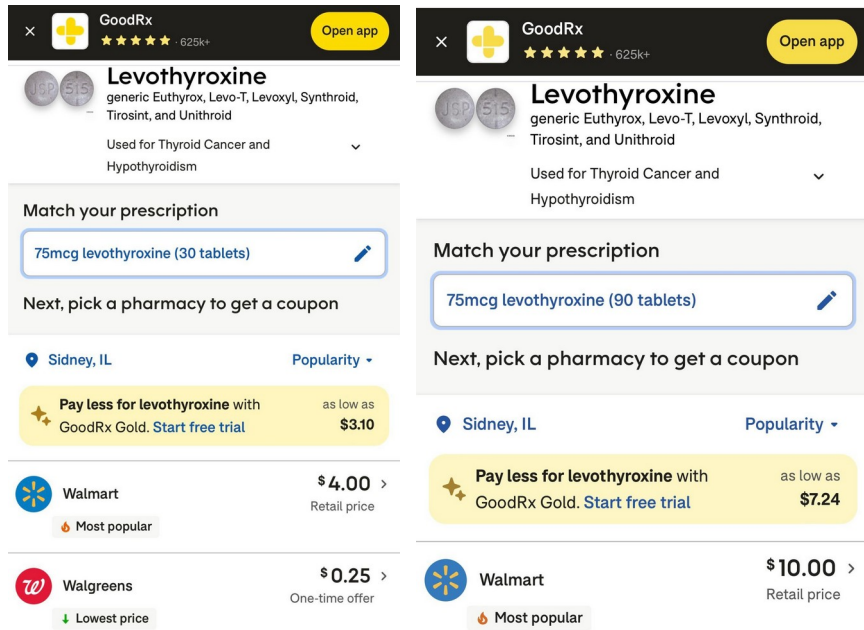 GoodRx
625k+
Open app
JSP 515
Levothyroxine
generic Euthyrox, Levo-T, Levoxyl, Synthroid,
Tirosint, and Unithroid
Used for Thyroid Cancer and
Hypothyroidism
Match your prescription
75mcg levothyroxine (30 tablets)
Next, pick a pharmacy to get a coupon
Sidney, IL
Popularity
Pay less for levothyroxine with
GoodRx Gold. Start free trial
as low as
$3.10
Walmart
Most popular
$4.00
Retail price
W
Walgreens
Lowest price
$0.25
One-time offer
GoodRx
625k+
Open app
JSP 515
Levothyroxine
generic Euthyrox, Levo-T, Levoxyl, Synthroid,
Tirosint, and Unithroid
Used for Thyroid Cancer and
Hypothyroidism
Match your prescription
75mcg levothyroxine (90 tablets)
Next, pick a pharmacy to get a coupon
Sidney, IL
Popularity
Pay less for levothyroxine with
GoodRx Gold. Start free trial
as low as
$7.24
Walmart
Most popular
$10.00
Retail price